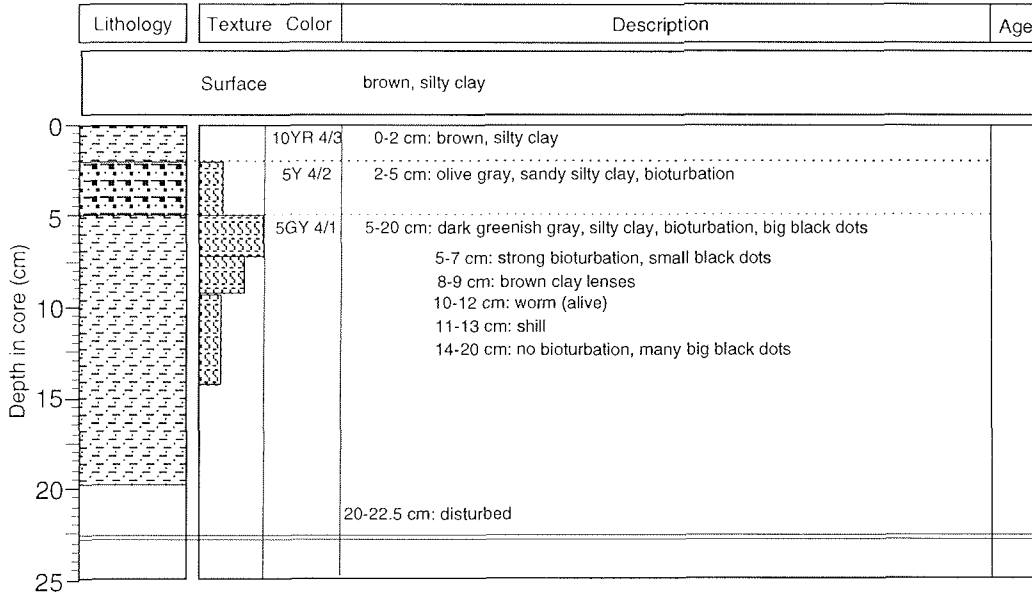 Lithology Texture Color Description Age
Surface brown, silty clay
0 10YR 4/3 0-2 cm: brown, silty clay
5Y 4/2 2-5 cm: olive gray, sandy silty clay, bioturbation
5 5GY 4/1 5-20 cm: dark greenish gray, silty clay, bioturbation, big black dots
5-7 cm: strong bioturbation, small black dots
8-9 cm: brown clay lenses
10 10-12 cm: worm (alive)
11-13 cm: shill
14-20 cm: no bioturbation, many big black dots
15
20
20-22.5 cm: disturbed
25
Depth in core (cm)